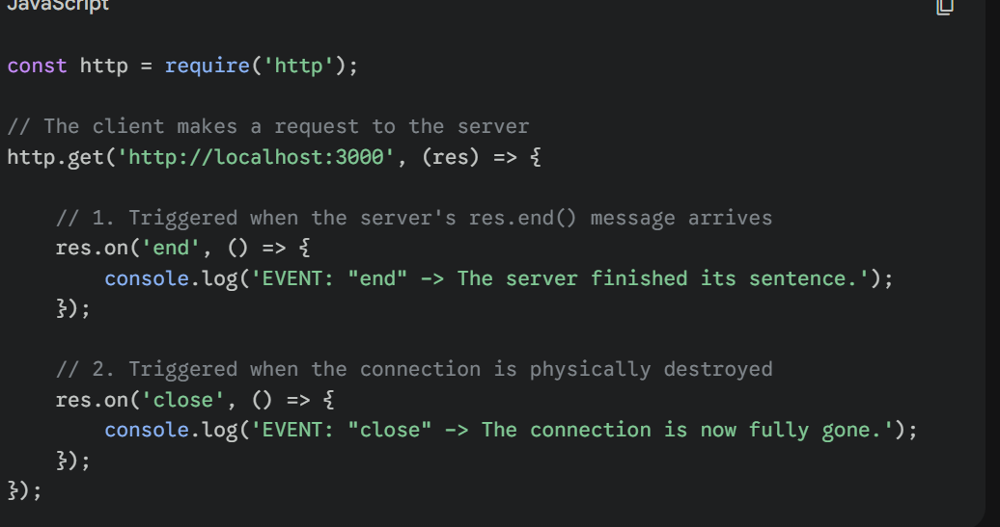 JavaScript
const http = require('http');
// The client makes a request to the server
http.get('http://localhost:3000', (res) => {
// 1. Triggered when the server's res.end() message arrives
res.on('end', () => {
console.log('EVENT: "end" -> The server finished its sentence.');
});
// 2. Triggered when the connection is physically destroyed
res.on('close', () => {
console.log('EVENT: "close" -> The connection is now fully gone.');
});
});